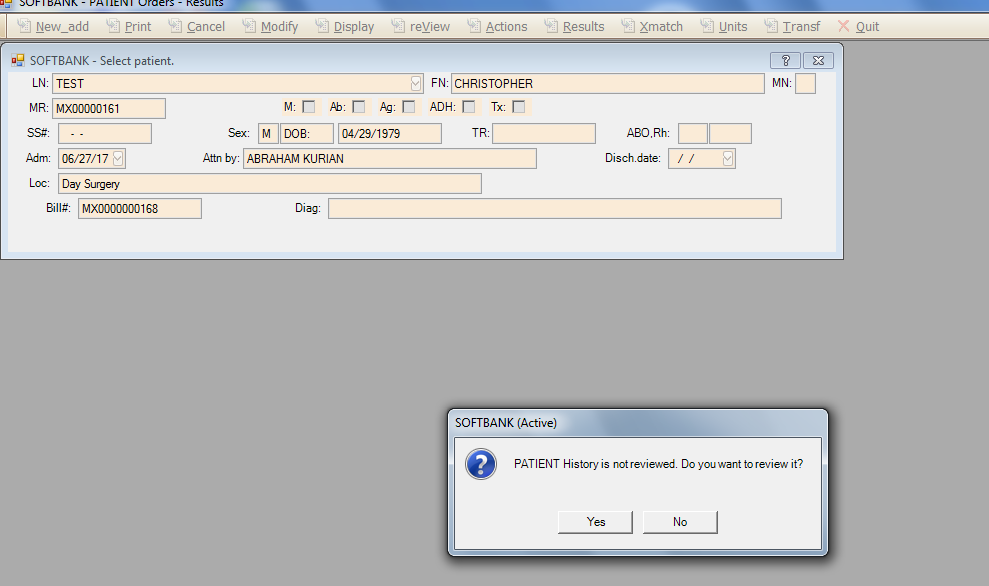 SOFTBANK - PATIENT Orders - Results
New_add Print Cancel Modify Display reView Actions Results Xmatch Units Transf Quit
SOFTBANK - Select patient. ?
LN: TEST FN: CHRISTOPHER MN:
MR: MX00000161 M: Ab: Ag: ADH: Tx:
SS#: - - Sex: M DOB: 04/29/1979 TR: ABO,Rh:
Adm: 06/27/17 Attn by: ABRAHAM KURIAN Disch.date: / /
Loc: Day Surgery
Bill#: MX0000000168 Diag:
SOFTBANK (Active)
? PATIENT History is not reviewed. Do you want to review it?
Yes No